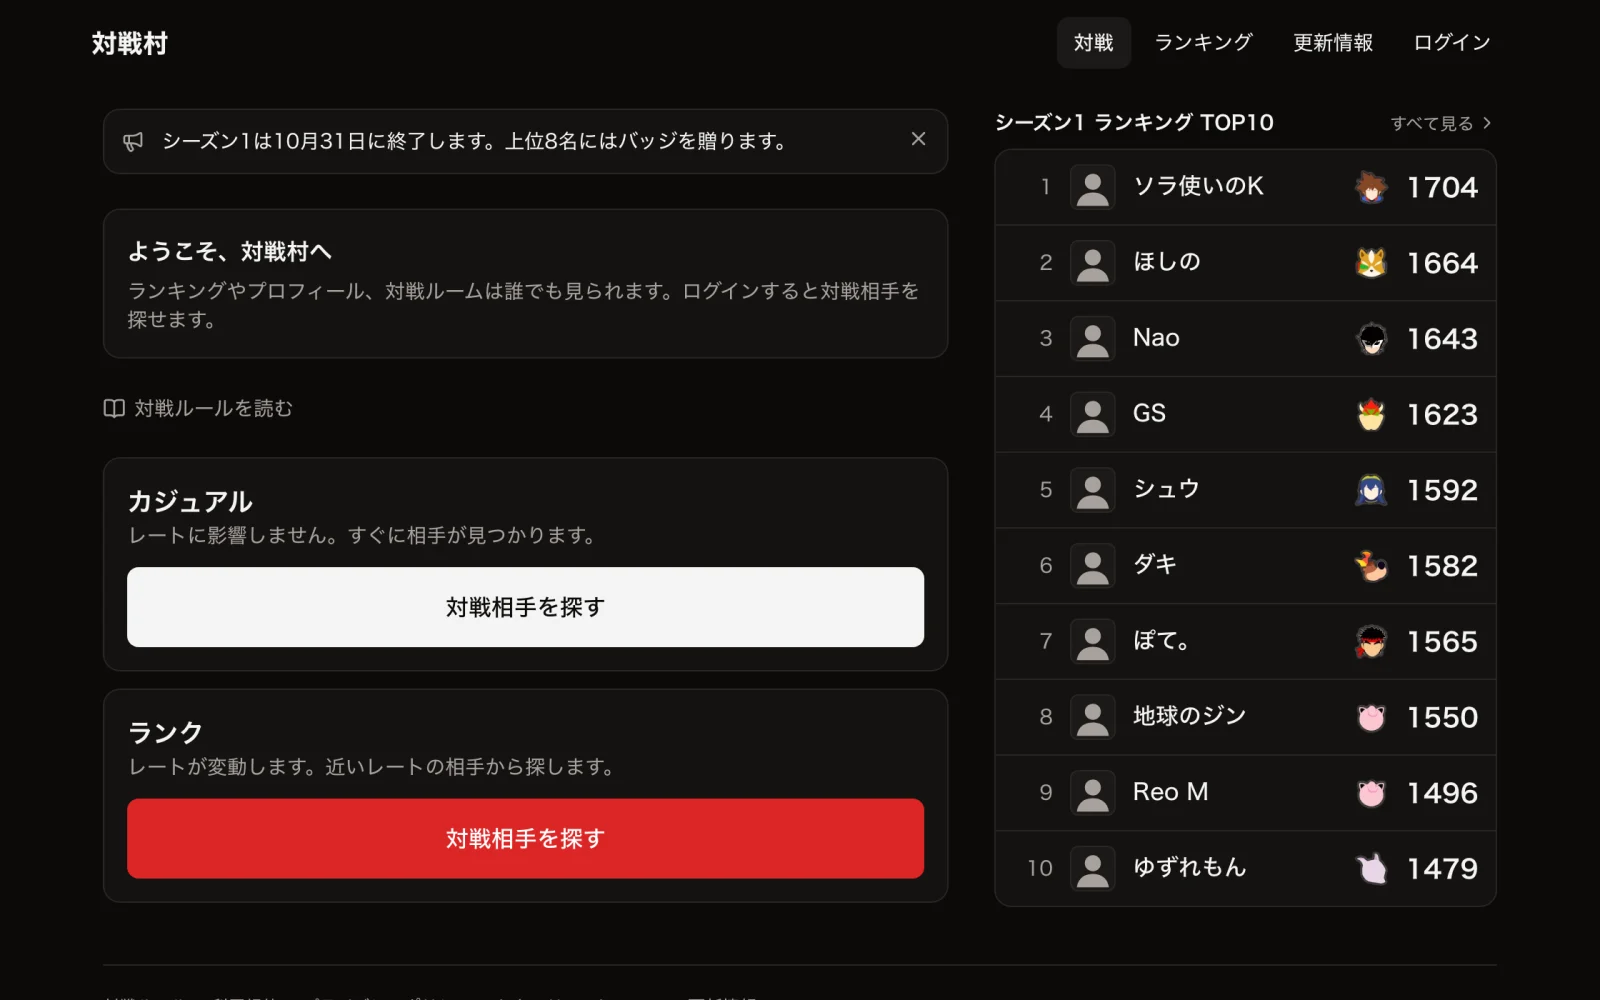 対戦村
対戦 ランキング 更新情報 ログイン
シーズン1は10月31日に終了します。上位8名にはバッジを贈ります。
ようこそ、対戦村へ
ランキングやプロフィール、対戦ルームは誰でも見られます。ログインすると対戦相手を
探せます。
対戦ルールを読む
カジュアル
レートに影響しません。すぐに相手が見つかります。
対戦相手を探す
ランク
レートが変動します。近いレートの相手から探します。
対戦相手を探す
シーズン1 ランキング TOP10 すべて見る
1 ソラ使いのK 1704
2 ほしの 1664
3 Nao 1643
4 GS 1623
5 シュウ 1592
6 ダキ 1582
7 ぽて。 1565
8 地球のジン 1550
9 Reo M 1496
10 ゆずれもん 1479